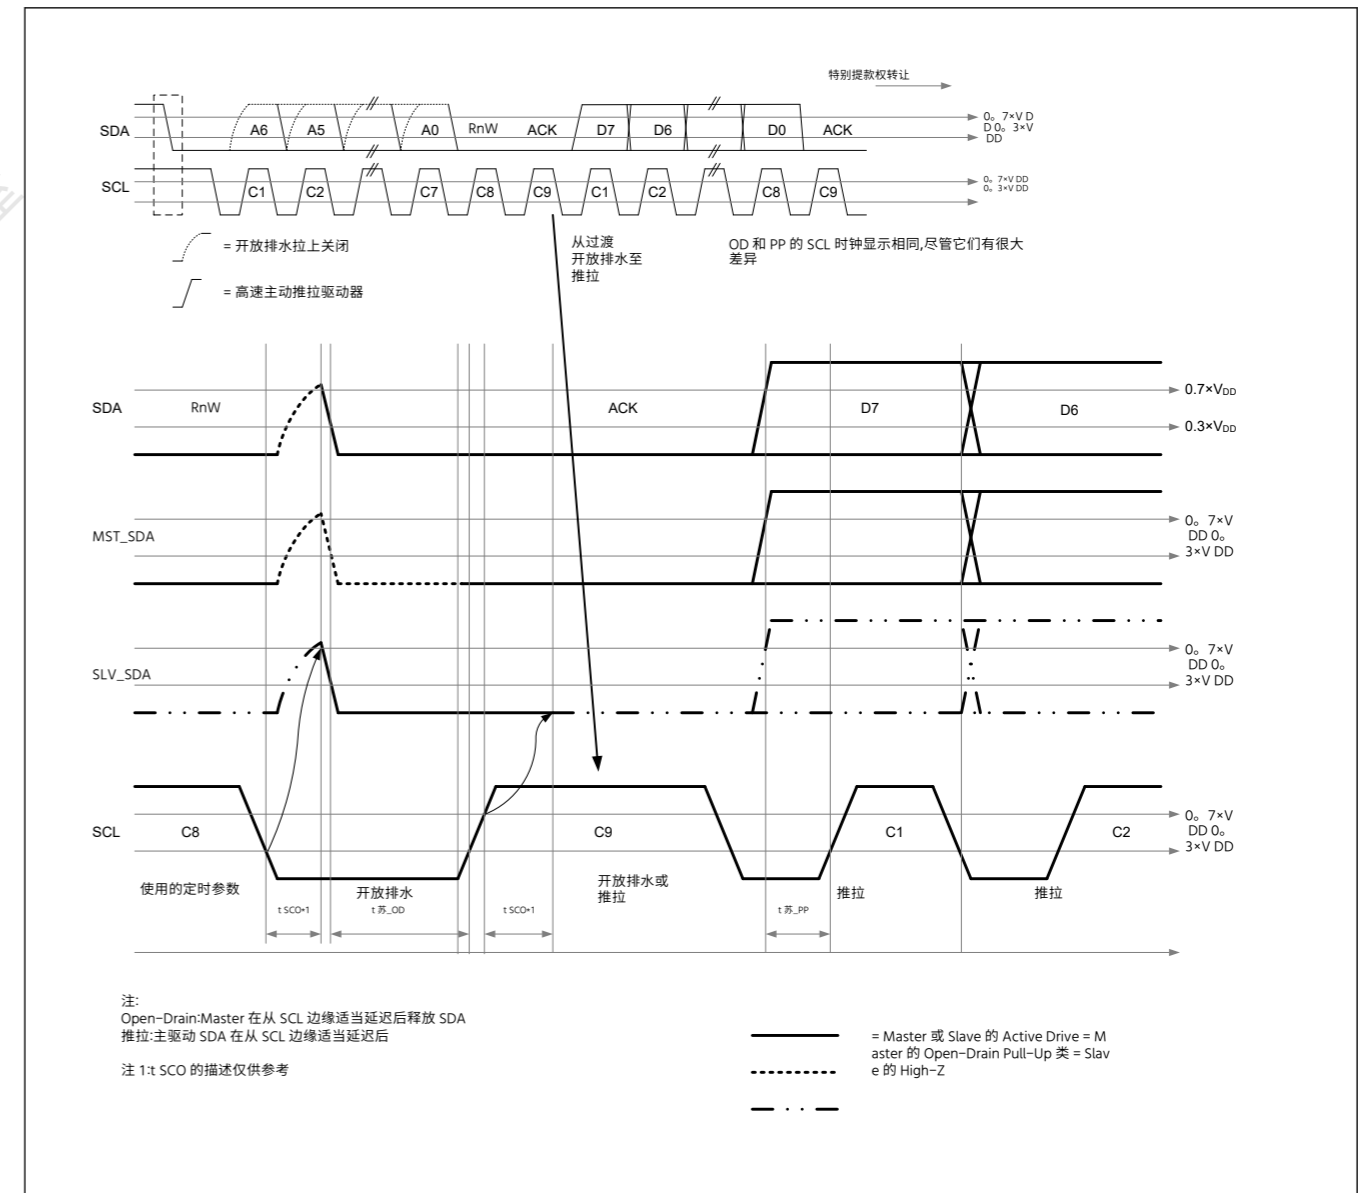 特别提款权转让
SDA
A6
A5
A0
RnW
ACK
D7
D6
D0
ACK
0。7×V D
D 0。3×V
DD
SCL
C1
C2
C7
C8
C9
C1
C2
C8
C9
0。7×V DD
0。3×V DD
= 开放排水拉上关闭
= 高速主动推拉驱动器
从过渡
开放排水至
推拉
OD 和 PP 的 SCL 时钟显示相同,尽管它们有很大
差异
SDA
RnW
ACK
D7
D6
0.7×VDD
0.3×VDD
MST_SDA
0。7×V
DD 0。
3×V DD
SLV_SDA
0。7×V
DD 0。
3×V DD
SCL
C8
C9
C1
C2
0。7×V
DD 0。
3×V DD
使用的定时参数
开放排水
开放排水或
推拉
推拉
推拉
t SCO*1
t 苏_OD
t SCO*1
t 苏_PP
注:
Open-Drain:Master 在从 SCL 边缘适当延迟后释放 SDA
推拉:主驱动 SDA 在从 SCL 边缘适当延迟后
注 1:t SCO 的描述仅供参考
= Master 或 Slave 的 Active Drive = M
aster 的 Open-Drain Pull-Up 类 = Slav
e 的 High-Z